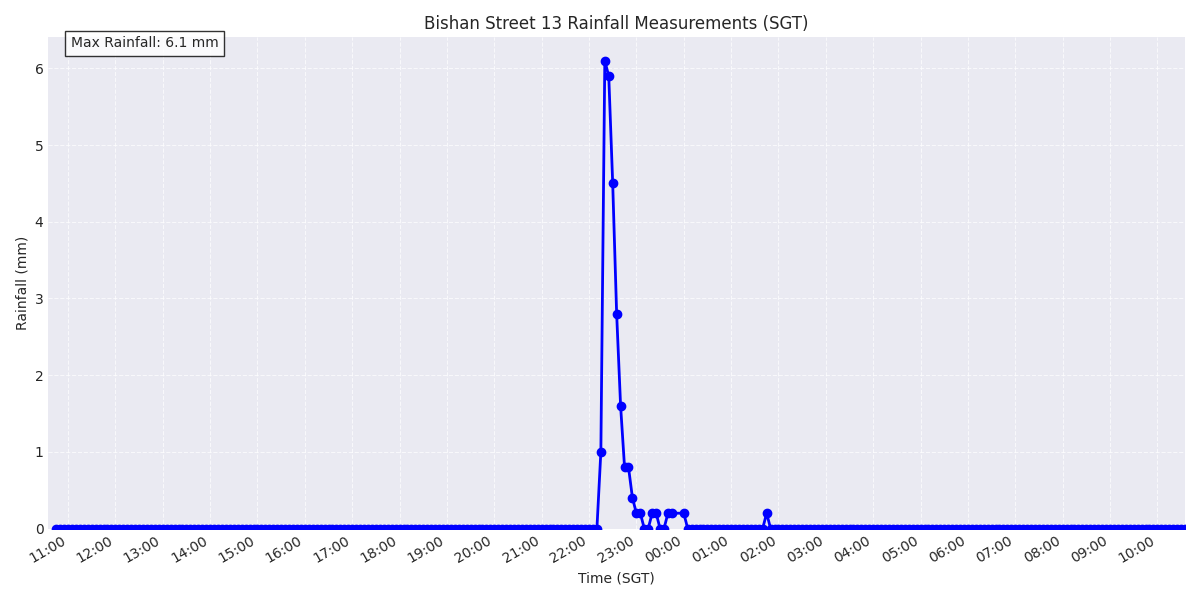 Bishan Street 13 Rainfall Measurements (SGT)
Max Rainfall: 6.1 mm
6
5
4
3
2
1
0
Rainfall (mm)
11:00 12:00 13:00 14:00 15:00 16:00 17:00 18:00 19:00 20:00 21:00 22:00 23:00 00:00 01:00 02:00 03:00 04:00 05:00 06:00 07:00 08:00 09:00 10:00
Time (SGT)